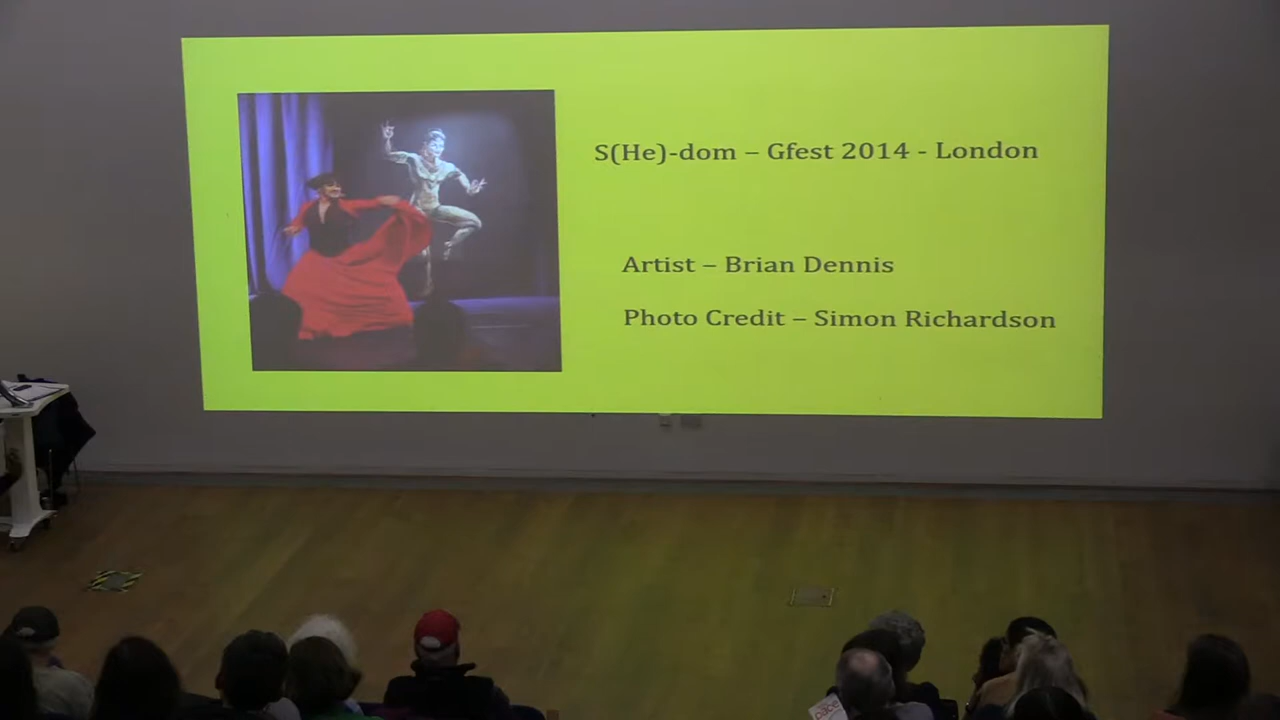 S(He)-dom – Gfest 2014 - London
Artist – Brian Dennis
Photo Credit – Simon Richardson